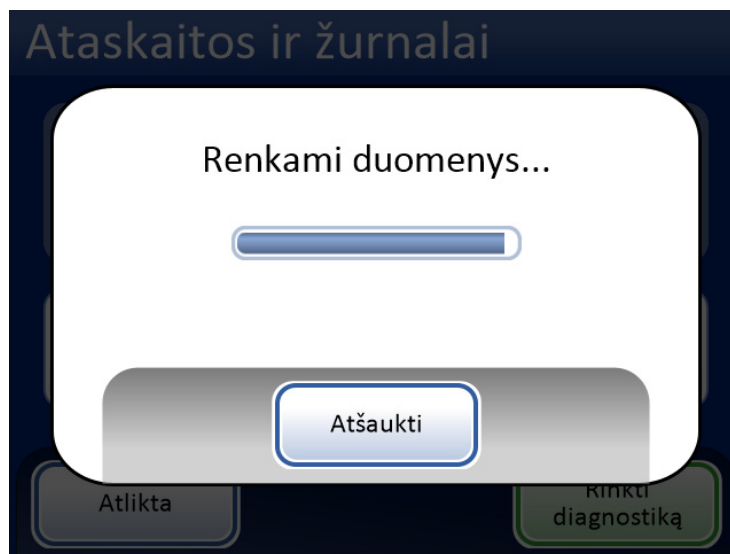 Ataskaitos ir žurnalai
Renkami duomenys...
Atšaukti
Atlikta
Rinkti
diagnostiką